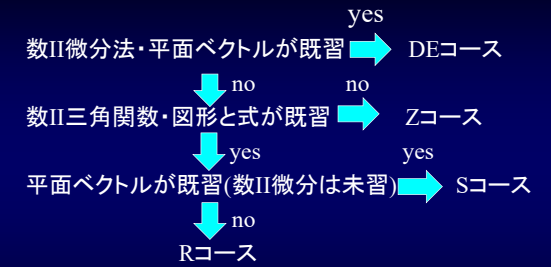 yes
数II微分法・平面ベクトルが既習 DEコース
no no
数II三角関数・図形と式が既習 Zコース
yes yes
平面ベクトルが既習(数II微分は未習) Sコース
no
Rコース